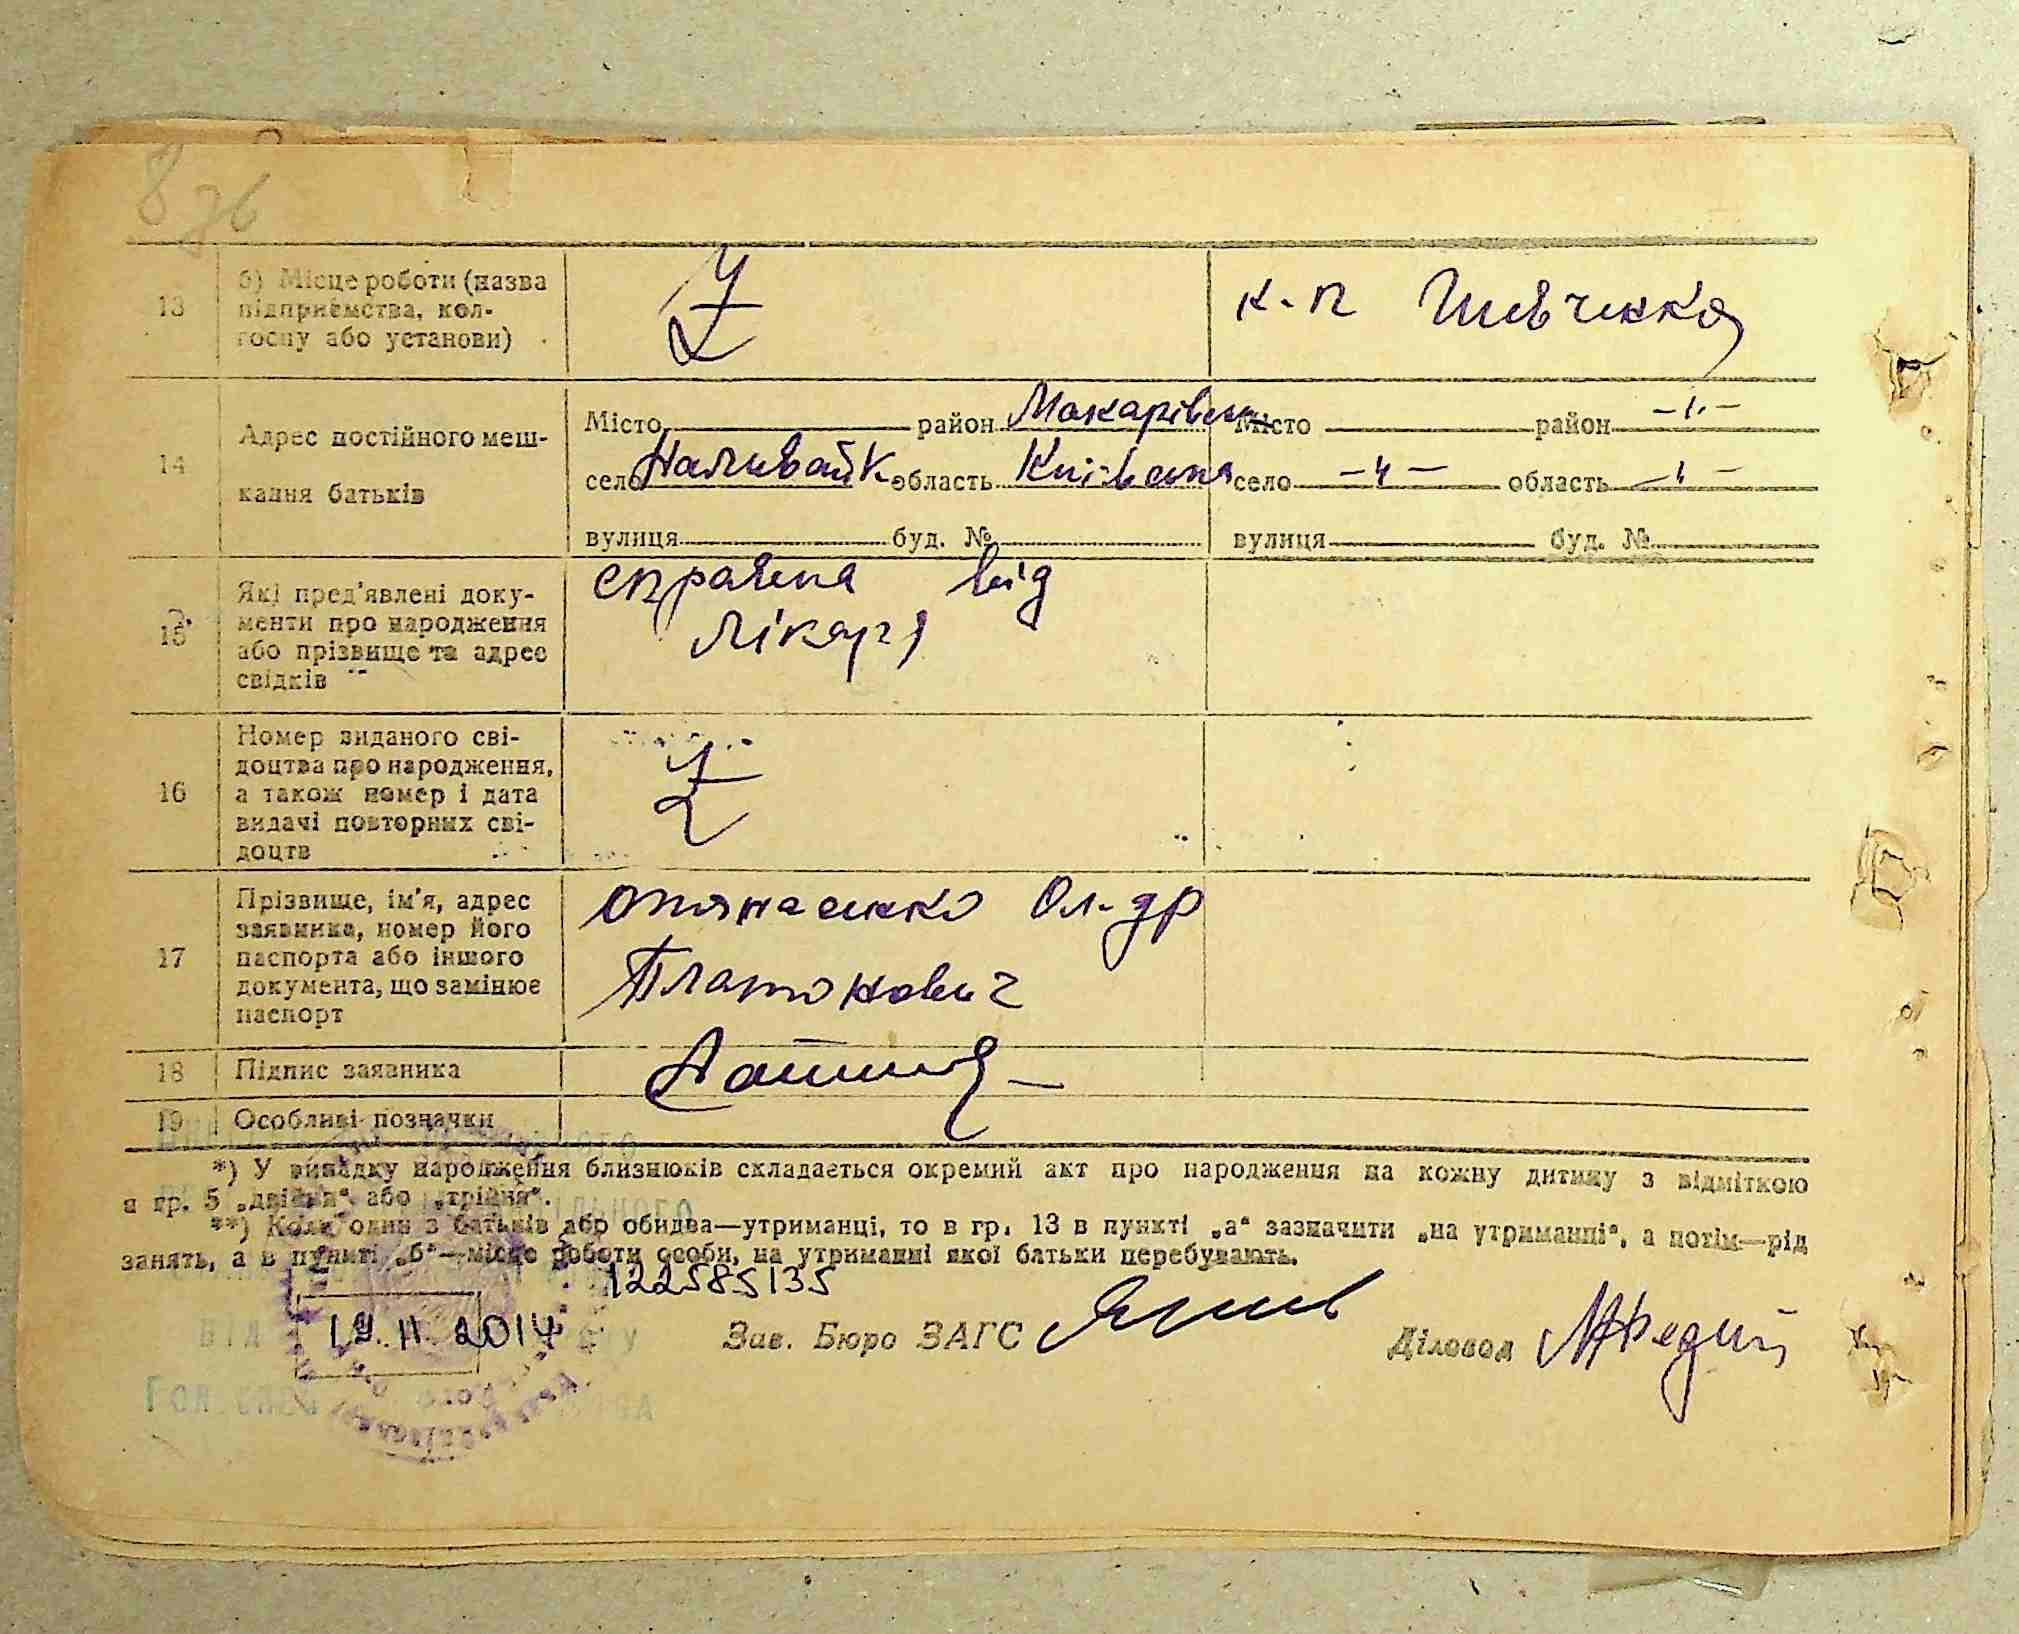 8 зв
13 б) Місце роботи (назва
підприємства, кол-
госпу або установи)
к-п Шевченка
14 Адрес постійного меш-
кання батьків
Місто район Макарівськ
село Наливайк область Київська
вулиця буд. №
Місто район -"-
село -"- область -"-
вулиця буд. №
15 Які пред'явлені доку-
менти про народження
або прізвище та адрес
свідків
справка від
лікаря
16 Номер виданого сві-
доцтва про народження,
а також номер і дата
видачі повторних сві-
доцтв
17 Прізвище, ім'я, адрес
заявника, номер його
паспорта або іншого
документа, що замінює
паспорт
Ол-др
Платонович
18 Підпис заявника
19 Особливі позначки
*) У випадку народження близнюків складається окремий акт про народження на кожну дитину з відміткою
в гр. 5 „двійня" або „трійня".
**) Коли один з батьків або обидва—утриманці, то в гр. 13 в пункті „а" зазначити „на утриманні", а потім—рід
занять, а в пункті „б"—місце роботи особи, на утриманні якої батьки перебувають.
122585135
19.11.2014
Зав. Бюро ЗАГС
Діловод